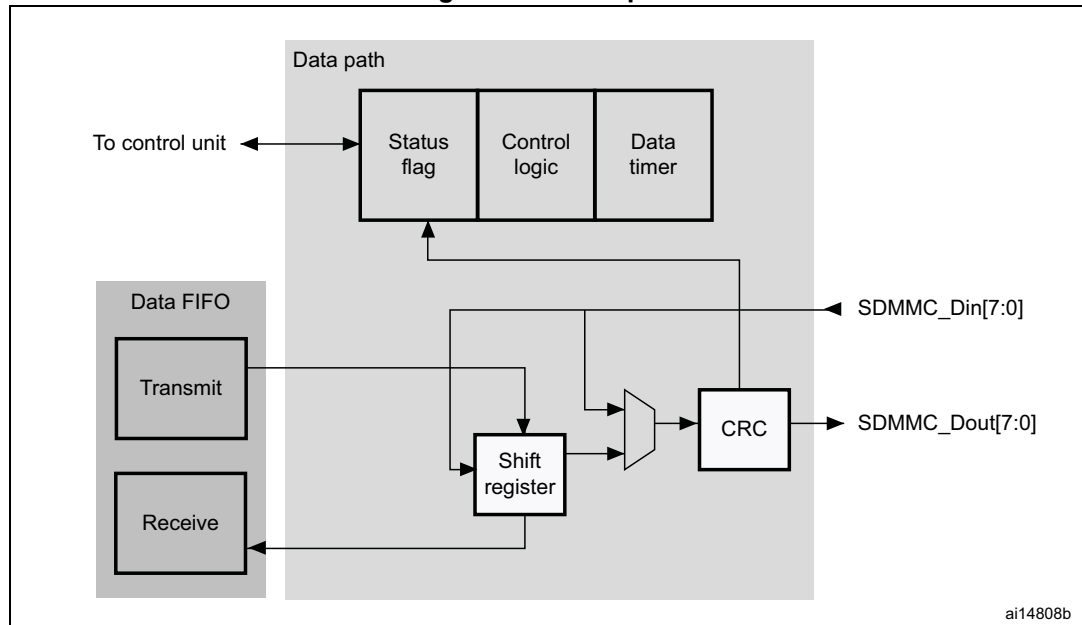 Data path
To control unit
Status
flag
Control
logic
Data
timer
Data FIFO
SDMMC_Din[7:0]
Transmit
CRC
SDMMC_Dout[7:0]
Shift
register
Receive
ai14808b